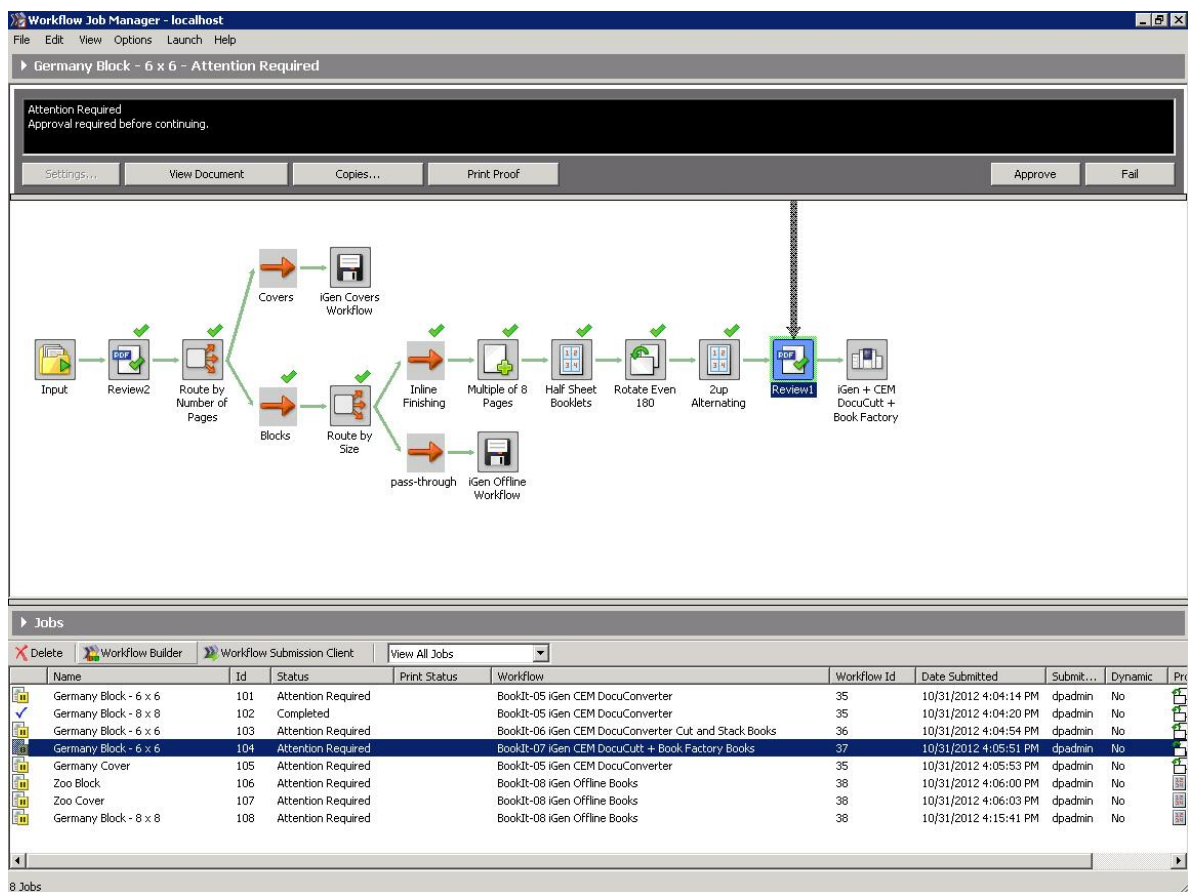 Workflow Job Manager - localhost
File Edit View Options Launch Help
Germany Block - 6 x 6 - Attention Required
Attention Required
Approval required before continuing.
Settings... View Document Copies... Print Proof Approve Fail
Covers
iGen Covers
Workflow
Input
Review2
Route by
Number of
Pages
Blocks
Route by
Size
Inline
Finishing
Multiple of 8
Pages
Half Sheet
Booklets
Rotate Even
180
2up
Alternating
Review1
iGen + CEM
DocuCutt +
Book Factory
pass-through
iGen Offline
Workflow
Jobs
Delete Workflow Builder Workflow Submission Client View All Jobs
Name Id Status Print Status Workflow Workflow Id Date Submitted Submit... Dynamic Pro
Germany Block - 6 x 6 101 Attention Required BookIt-05 iGen CEM DocuConverter 35 10/31/2012 4:04:14 PM dpadmin No
Germany Block - 8 x 8 102 Completed BookIt-05 iGen CEM DocuConverter 35 10/31/2012 4:04:20 PM dpadmin No
Germany Block - 6 x 6 103 Attention Required BookIt-06 iGen CEM DocuConverter Cut and Stack Books 36 10/31/2012 4:04:54 PM dpadmin No
Germany Block - 6 x 6 104 Attention Required BookIt-07 iGen CEM DocuCutt + Book Factory Books 37 10/31/2012 4:05:51 PM dpadmin No
Germany Cover 105 Attention Required BookIt-05 iGen CEM DocuConverter 35 10/31/2012 4:05:53 PM dpadmin No
Zoo Block 106 Attention Required BookIt-08 iGen Offline Books 38 10/31/2012 4:06:00 PM dpadmin No
Zoo Cover 107 Attention Required BookIt-08 iGen Offline Books 38 10/31/2012 4:06:03 PM dpadmin No
Germany Block - 8 x 8 108 Attention Required BookIt-08 iGen Offline Books 38 10/31/2012 4:15:41 PM dpadmin No
8 Jobs